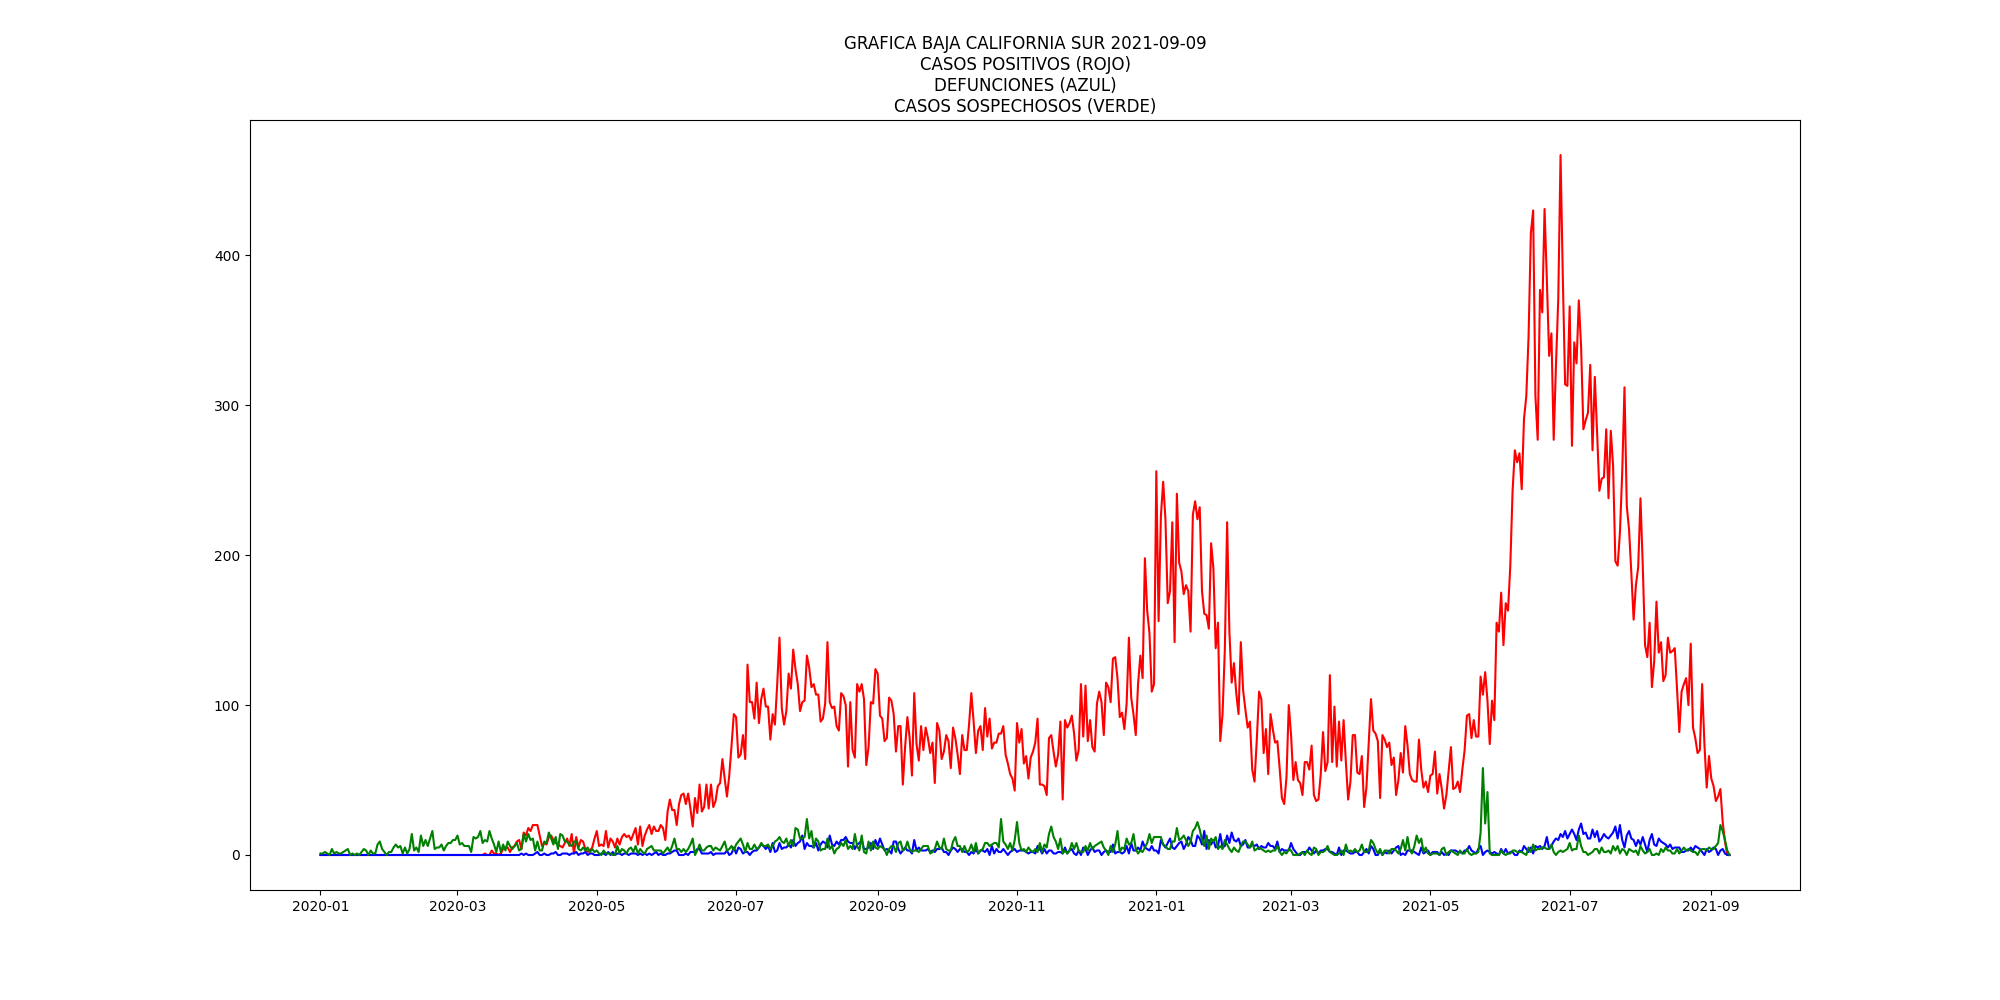 GRAFICA BAJA CALIFORNIA SUR 2021-09-09
CASOS POSITIVOS (ROJO)
DEFUNCIONES (AZUL)
CASOS SOSPECHOSOS (VERDE)
400
300
200
100
0
2020-01 2020-03 2020-05 2020-07 2020-09 2020-11 2021-01 2021-03 2021-05 2021-07 2021-09